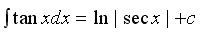 ∫tan xdx = ln | sec x | +c